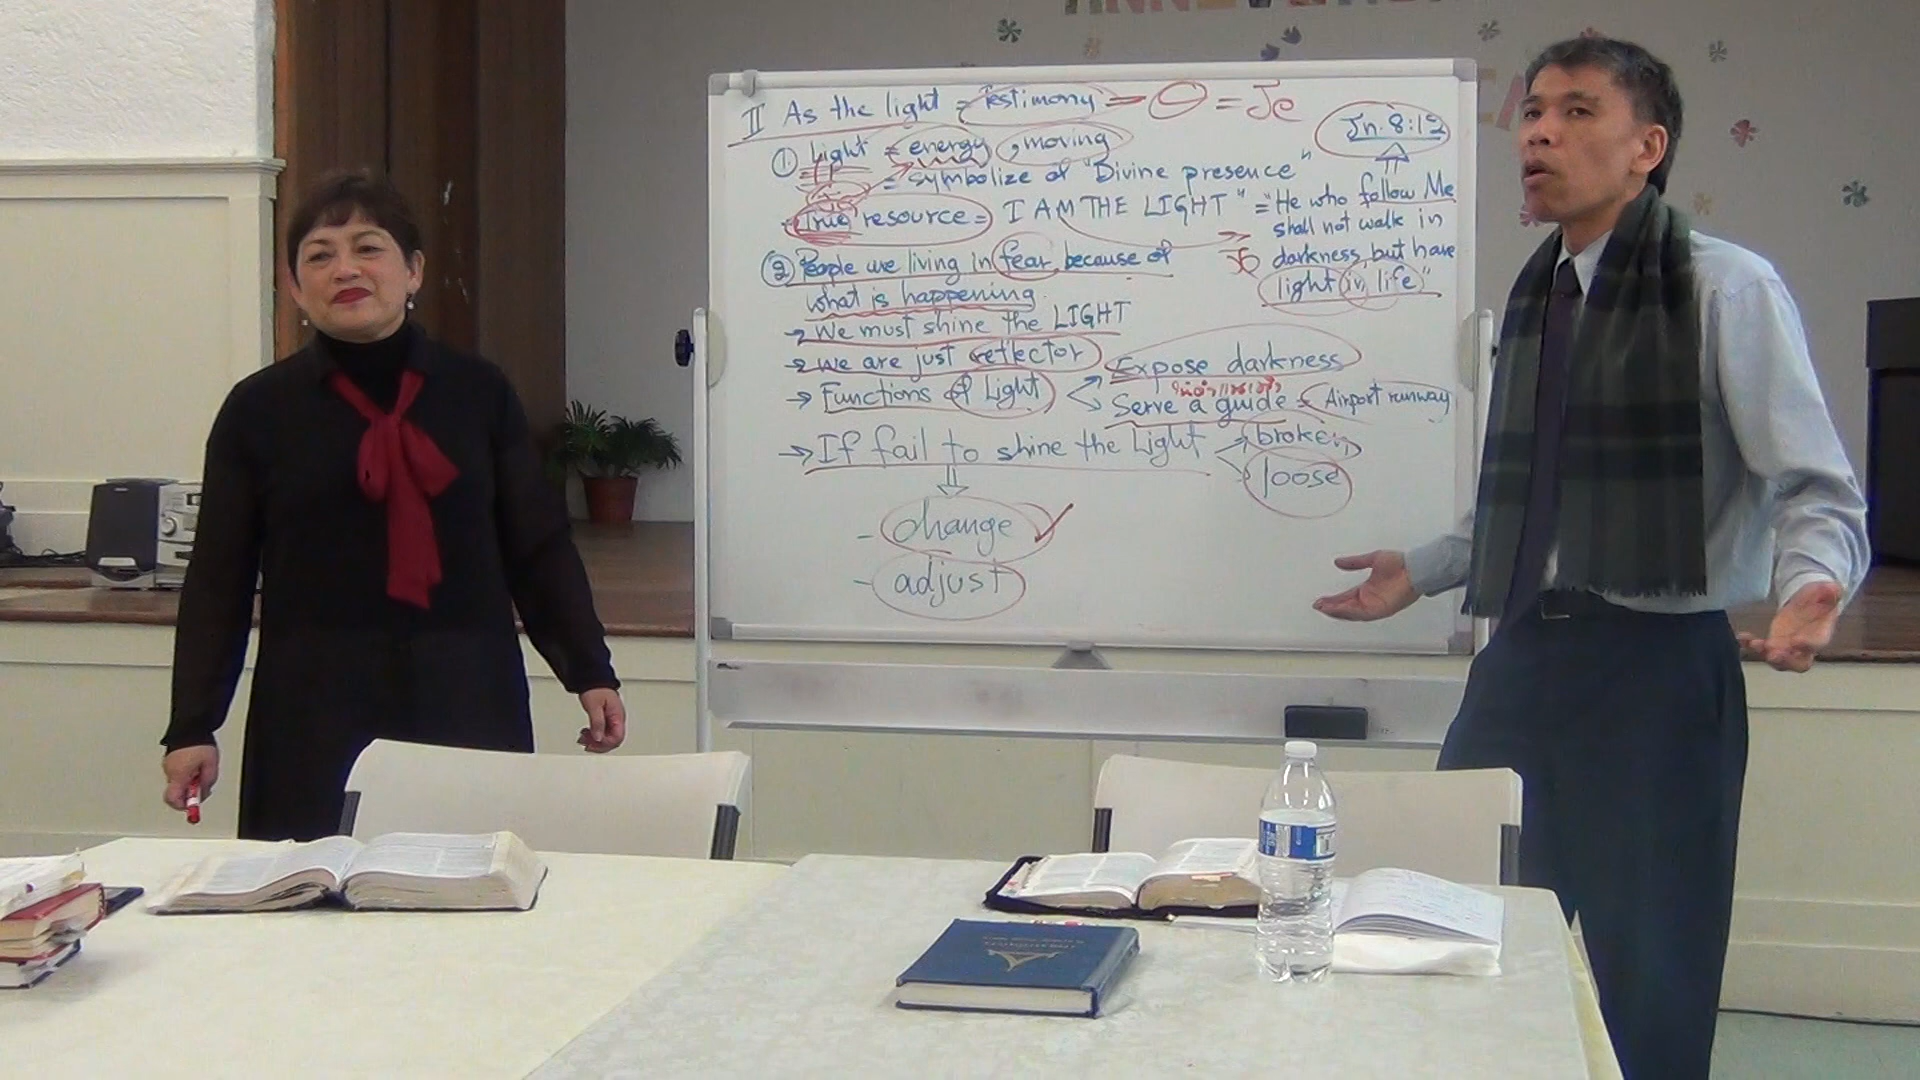 II As the light = Testimony = O = Je
Jn. 8:12
① Light = energy, moving
= symbolize of "Divine presence"
True resource = I AM THE LIGHT" = "He who follow Me
shall not walk in
darkness, but have
light in life"
② People are living in fear because of
what is happening.
→ We must shine the LIGHT
→ we are just reflector
→ Functions of Light
Expose darkness
Serve a guide = Airport runway
→ If fail to shine the Light
broken
loose
- change ✓
- adjust